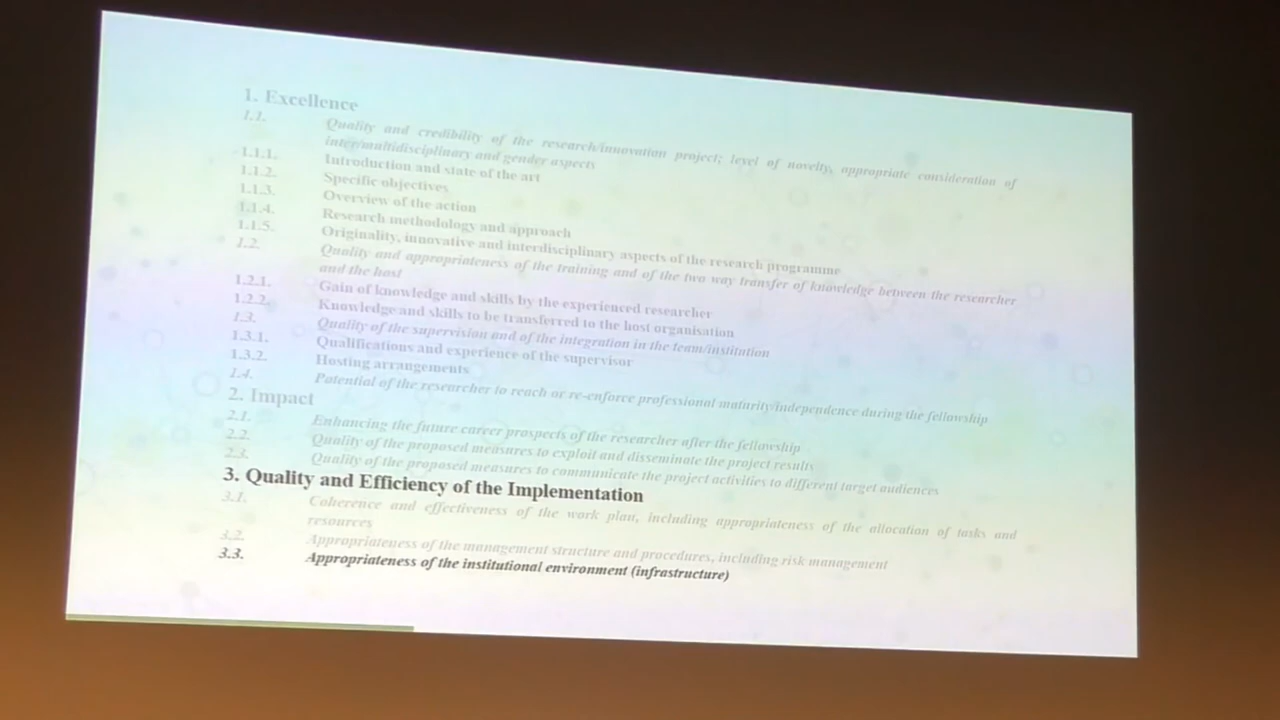 1. Excellence
1.1. Quality and credibility of the research/innovation project; level of novelty, appropriate consideration of
inter/multidisciplinary and gender aspects
1.1.1. Introduction and state of the art
1.1.2. Specific objectives
1.1.3. Overview of the action
1.1.4. Research methodology and approach
1.1.5. Originality, innovative and interdisciplinary aspects of the research programme
1.2. Quality and appropriateness of the training and of the two way transfer of knowledge between the researcher
and the host
1.2.1. Gain of knowledge and skills by the experienced researcher
1.2.2. Knowledge and skills to be transferred to the host organisation
1.3. Quality of the supervision and of the integration in the team/institution
1.3.1. Qualifications and experience of the supervisor
1.3.2. Hosting arrangements
1.4. Potential of the researcher to reach or re-enforce professional maturity/independence during the fellowship
2. Impact
2.1. Enhancing the future career prospects of the researcher after the fellowship
2.2. Quality of the proposed measures to exploit and disseminate the project results
2.3. Quality of the proposed measures to communicate the project activities to different target audiences
3. Quality and Efficiency of the Implementation
3.1. Coherence and effectiveness of the work plan, including appropriateness of the allocation of tasks and
resources
3.2. Appropriateness of the management structure and procedures, including risk management
3.3. Appropriateness of the institutional environment (infrastructure)